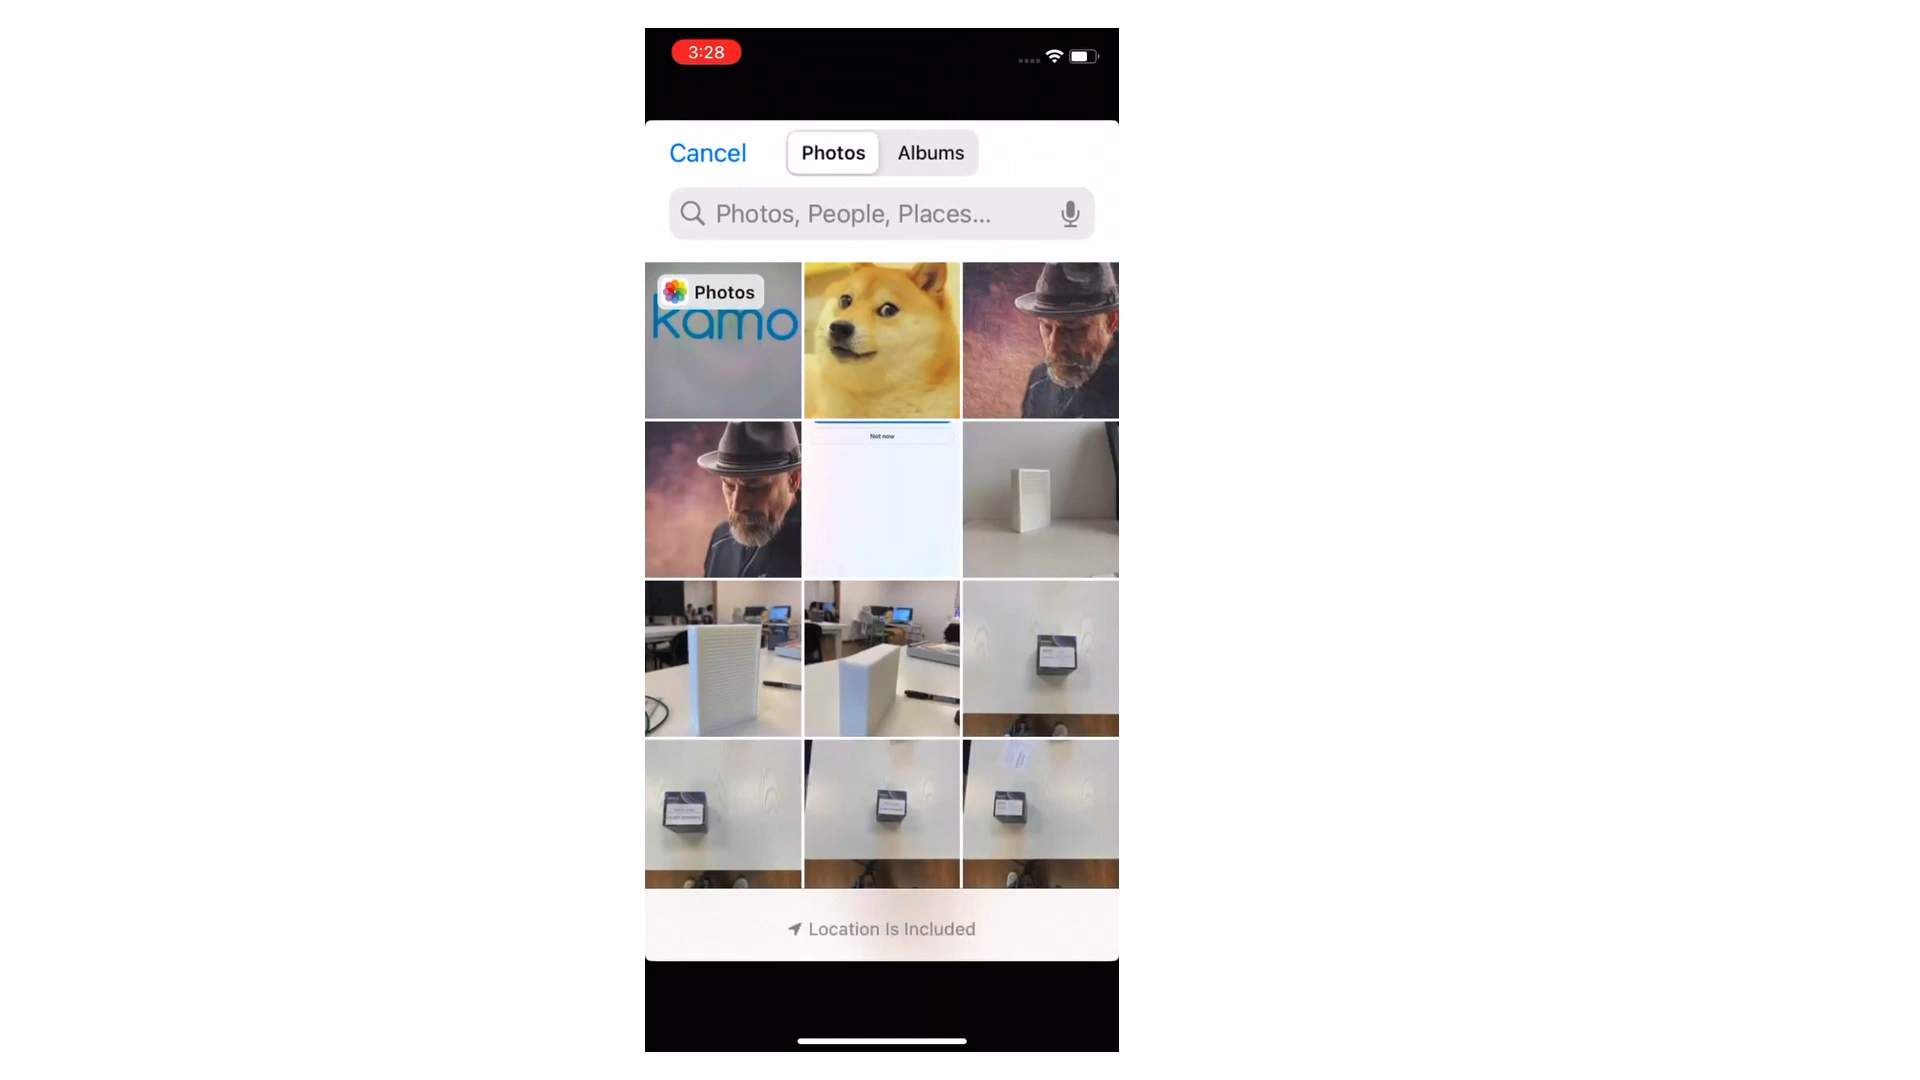 3:28
Cancel
Photos
Albums
Photos, People, Places...
Photos
kamo
Not now
Location Is Included